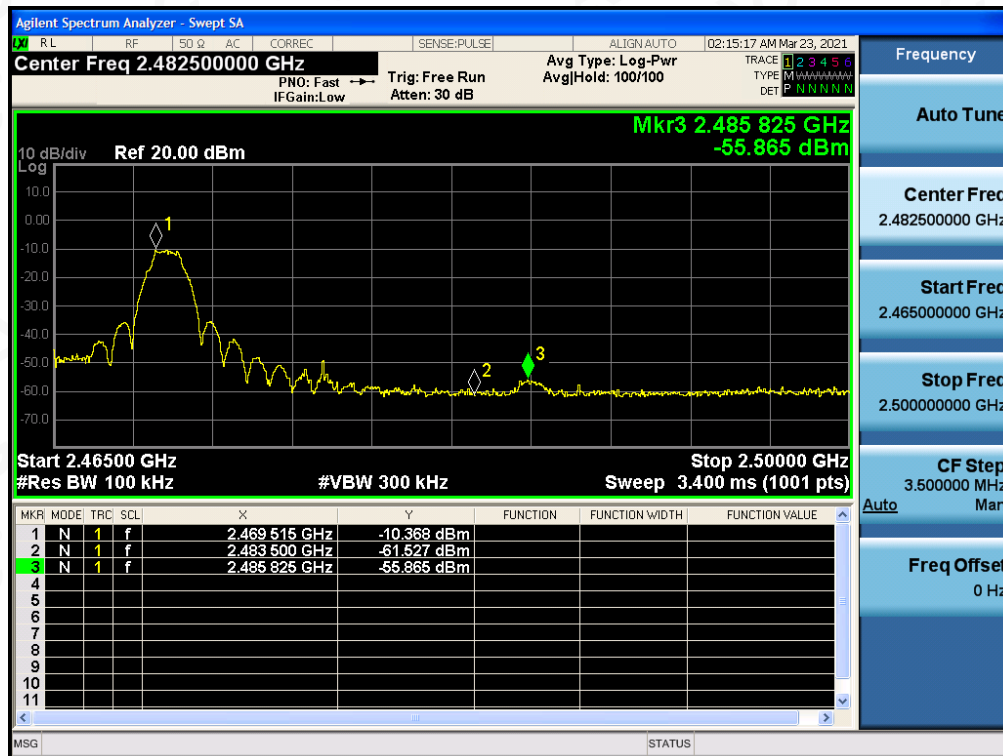 Agilent Spectrum Analyzer - Swept SA
LXI RL RF 50 Ω AC CORREC SENSE:PULSE ALIGN AUTO 02:15:17 AM Mar 23, 2021
Center Freq 2.482500000 GHz
PNO: Fast
IFGain:Low
Trig: Free Run
Atten: 30 dB
Avg Type: Log-Pwr
Avg|Hold: 100/100
TRACE 1 2 3 4 5 6
TYPE M
DET P N N N N N
Mkr3 2.485 825 GHz
-55.865 dBm
10 dB/div Ref 20.00 dBm
Log
10.0
0.00
-10.0
-20.0
-30.0
-40.0
-50.0
-60.0
-70.0
1
2
3
Start 2.46500 GHz Stop 2.50000 GHz
#Res BW 100 kHz #VBW 300 kHz Sweep 3.400 ms (1001 pts)
MKR MODE TRC SCL X Y FUNCTION FUNCTION WIDTH FUNCTION VALUE
1 N 1 f 2.469 515 GHz -10.368 dBm
2 N 1 f 2.483 500 GHz -61.527 dBm
3 N 1 f 2.485 825 GHz -55.865 dBm
4
5
6
7
8
9
10
11
MSG STATUS
Frequency
Auto Tune
Center Freq
2.482500000 GHz
Start Freq
2.465000000 GHz
Stop Freq
2.500000000 GHz
CF Step
3.500000 MHz
Auto Man
Freq Offset
0 Hz